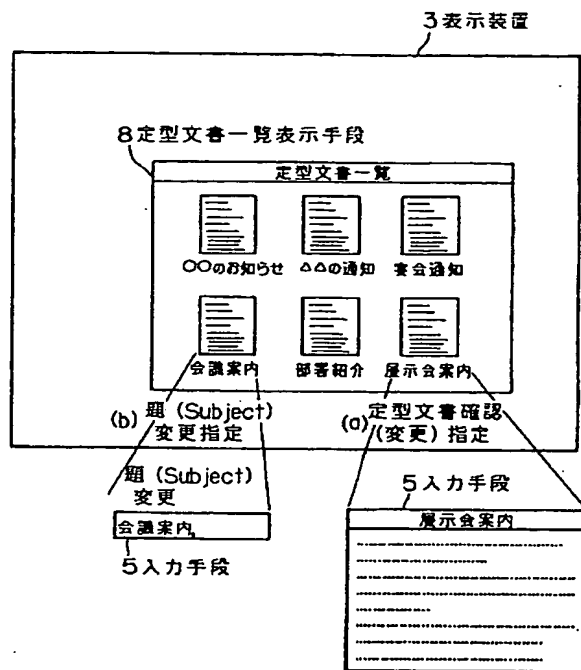 3表示装置
8定型文書一覧表示手段
定型文書一覧
〇〇のお知らせ △△の通知 宴会通知
会議案内 部署紹介 展示会案内
(b) 題 (Subject)
変更指定
(a) 定型文書確認
(変更) 指定
題 (Subject)
変更
会議案内
5入力手段
5入力手段
展示会案内